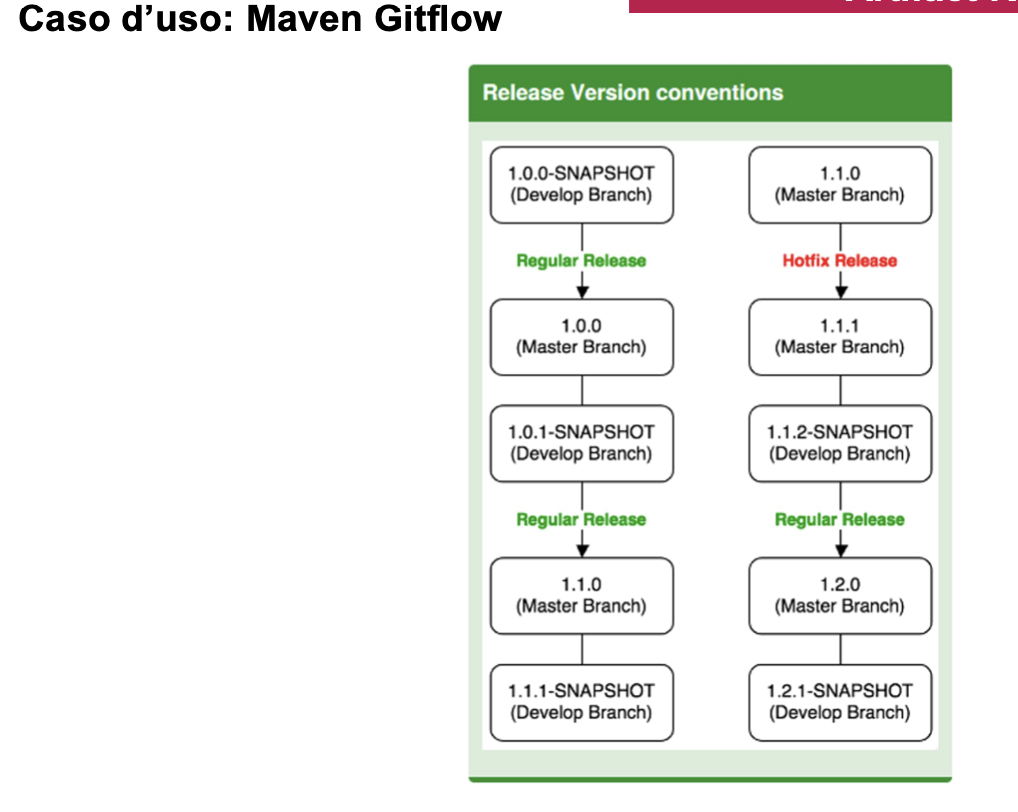 Caso d’uso: Maven Gitflow
Release Version conventions
1.0.0-SNAPSHOT
(Develop Branch)
Regular Release
1.0.0
(Master Branch)
1.0.1-SNAPSHOT
(Develop Branch)
Regular Release
1.1.0
(Master Branch)
1.1.1-SNAPSHOT
(Develop Branch)
1.1.0
(Master Branch)
Hotfix Release
1.1.1
(Master Branch)
1.1.2-SNAPSHOT
(Develop Branch)
Regular Release
1.2.0
(Master Branch)
1.2.1-SNAPSHOT
(Develop Branch)